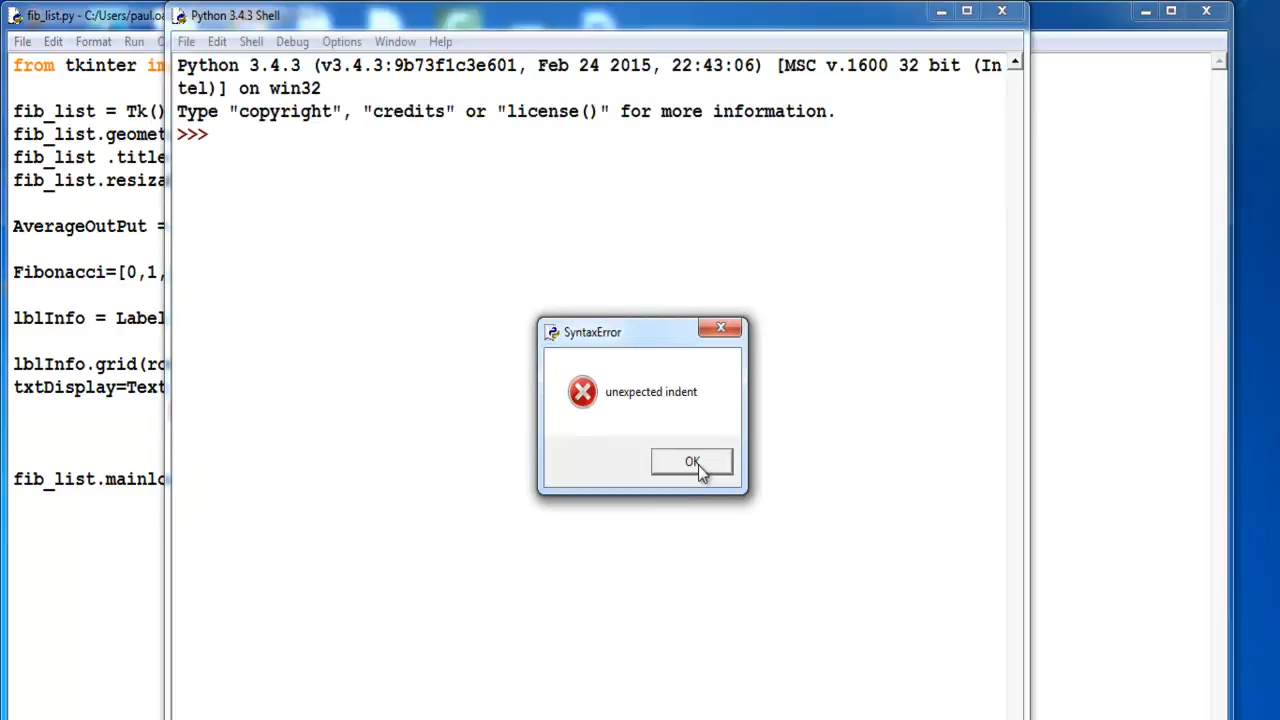 fib_list.py - C:/Users/paul.oa
Python 3.4.3 Shell
File Edit Format Run
File Edit Shell Debug Options Window Help
from tkinter im
fib_list = Tk()
fib_list.geomet
fib_list .title
fib_list.resiza
AverageOutPut =
Fibonacci=[0,1,
lblInfo = Label
lblInfo.grid(ro
txtDisplay=Text
fib_list.mainlo
Python 3.4.3 (v3.4.3:9b73f1c3e601, Feb 24 2015, 22:43:06) [MSC v.1600 32 bit (In
tel)] on win32
Type "copyright", "credits" or "license()" for more information.
>>>
SyntaxError
unexpected indent
OK